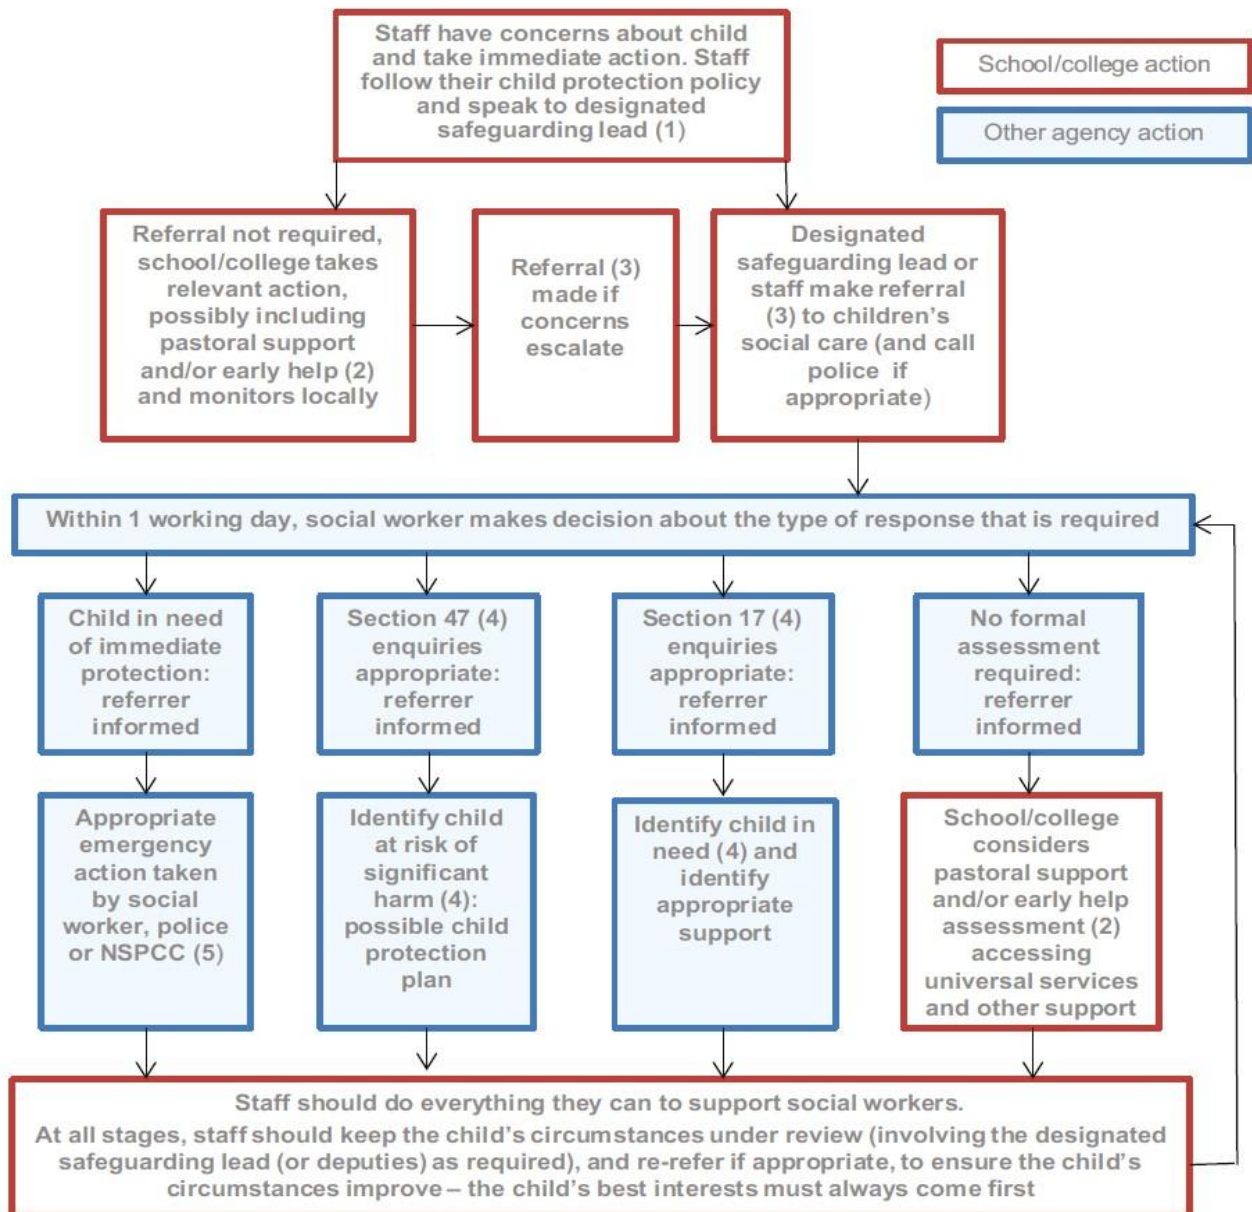 Staff have concerns about child
and take immediate action. Staff
follow their child protection policy
and speak to designated
safeguarding lead (1)
School/college action
Other agency action
Referral not required,
school/college takes
relevant action,
possibly including
pastoral support
and/or early help (2)
and monitors locally
Referral (3)
made if
concerns
escalate
Designated
safeguarding lead or
staff make referral
(3) to children’s
social care (and call
police if
appropriate)
Within 1 working day, social worker makes decision about the type of response that is required
Child in need
of immediate
protection:
referrer
informed
Section 47 (4)
enquiries
appropriate:
referrer
informed
Section 17 (4)
enquiries
appropriate:
referrer
informed
No formal
assessment
required:
referrer
informed
Appropriate
emergency
action taken
by social
worker, police
or NSPCC (5)
Identify child
at risk of
significant
harm (4):
possible child
protection
plan
Identify child in
need (4) and
identify
appropriate
support
School/college
considers
pastoral support
and/or early help
assessment (2)
accessing
universal services
and other support
Staff should do everything they can to support social workers.
At all stages, staff should keep the child’s circumstances under review (involving the designated
safeguarding lead (or deputies) as required), and re-refer if appropriate, to ensure the child’s
circumstances improve – the child’s best interests must always come first